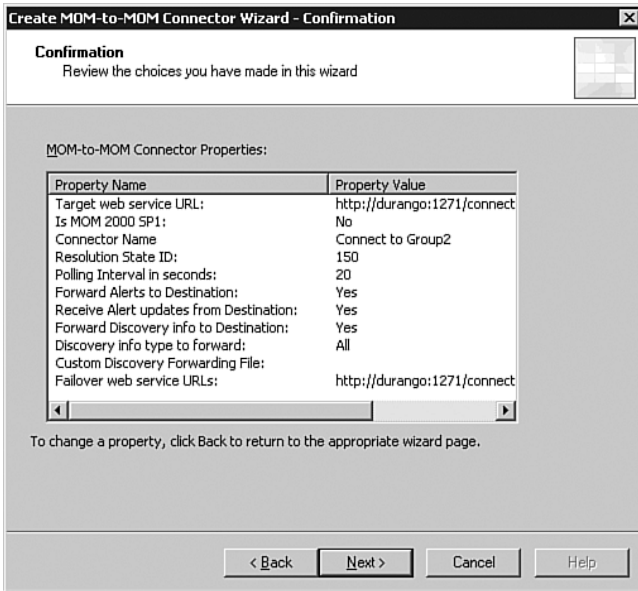 Create MOM-to-MOM Connector Wizard - Confirmation
Confirmation
Review the choices you have made in this wizard
MOM-to-MOM Connector Properties:
Property Name Property Value
Target web service URL: http://durango:1271/connect
Is MOM 2000 SP1: No
Connector Name Connect to Group2
Resolution State ID: 150
Polling Interval in seconds: 20
Forward Alerts to Destination: Yes
Receive Alert updates from Destination: Yes
Forward Discovery info to Destination: Yes
Discovery info type to forward: All
Custom Discovery Forwarding File:
Failover web service URLs: http://durango:1271/connect
To change a property, click Back to return to the appropriate wizard page.
< Back Next > Cancel Help